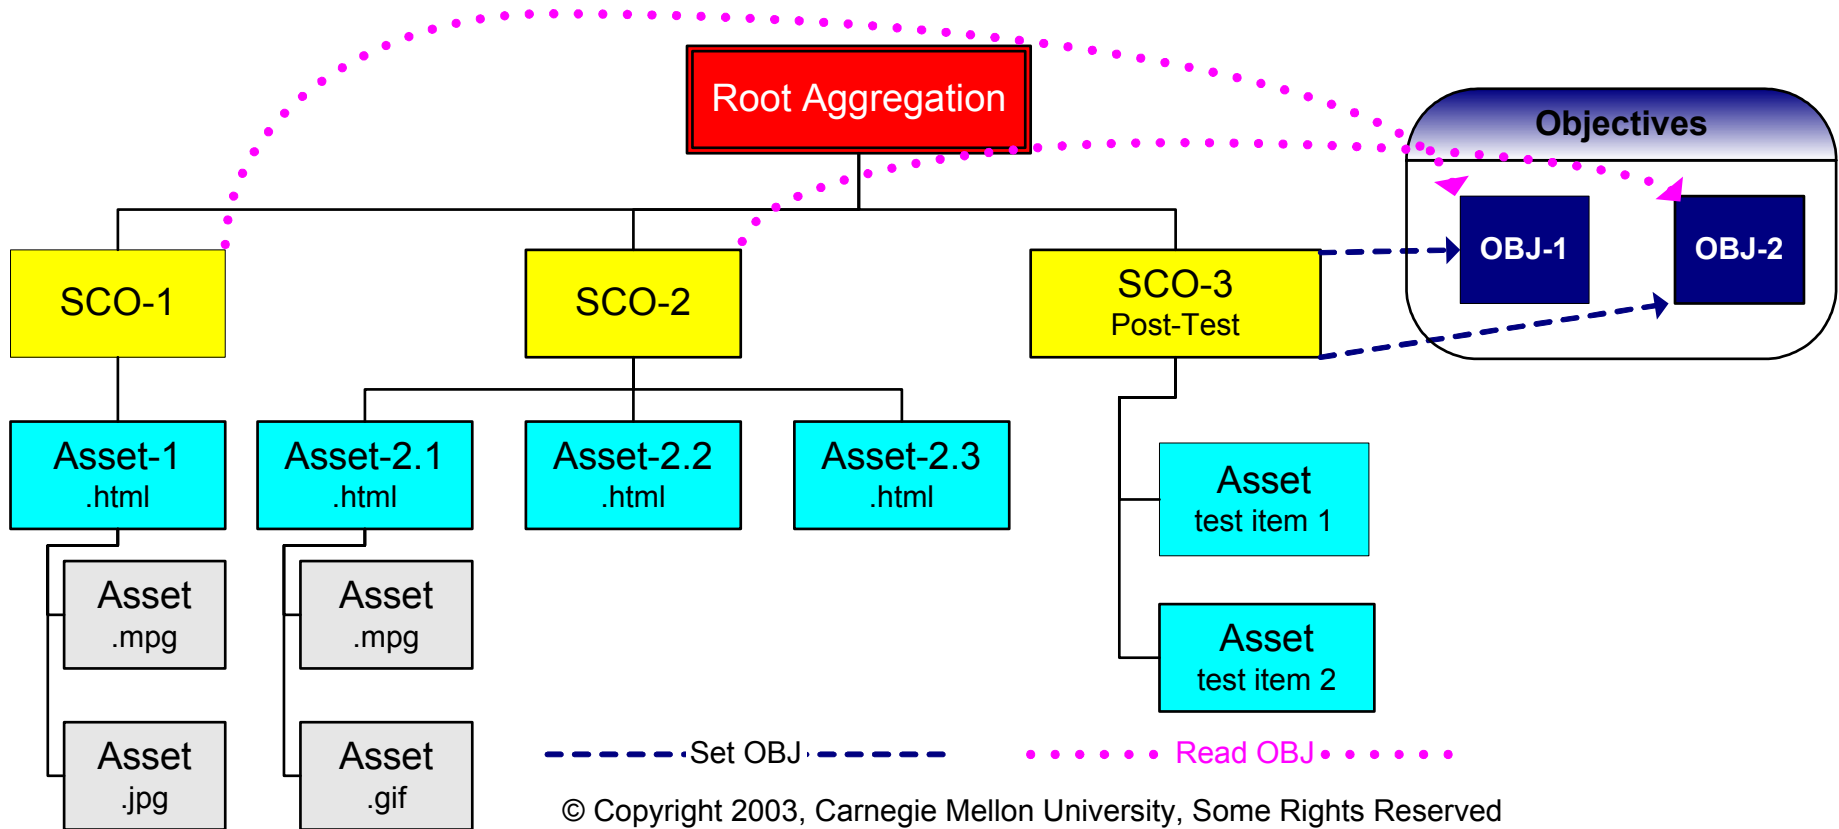 Root Aggregation
Objectives
OBJ-1
OBJ-2
SCO-1
SCO-2
SCO-3
Post-Test
Asset-1
.html
Asset-2.1
.html
Asset-2.2
.html
Asset-2.3
.html
Asset
test item 1
Asset
.mpg
Asset
.mpg
Asset
test item 2
Asset
.jpg
Asset
.gif
Set OBJ
Read OBJ
© Copyright 2003, Carnegie Mellon University, Some Rights Reserved